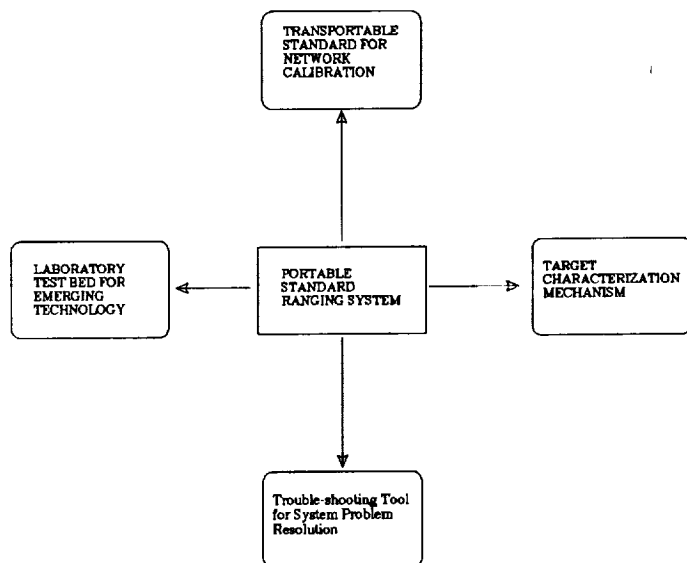 TRANSPORTABLE
STANDARD FOR
NETWORK
CALIBRATION
LABORATORY
TEST BED FOR
EMERGING
TECHNOLOGY
PORTABLE
STANDARD
RANGING SYSTEM
TARGET
CHARACTERIZATION
MECHANISM
Trouble-shooting Tool
for System Problem
Resolution